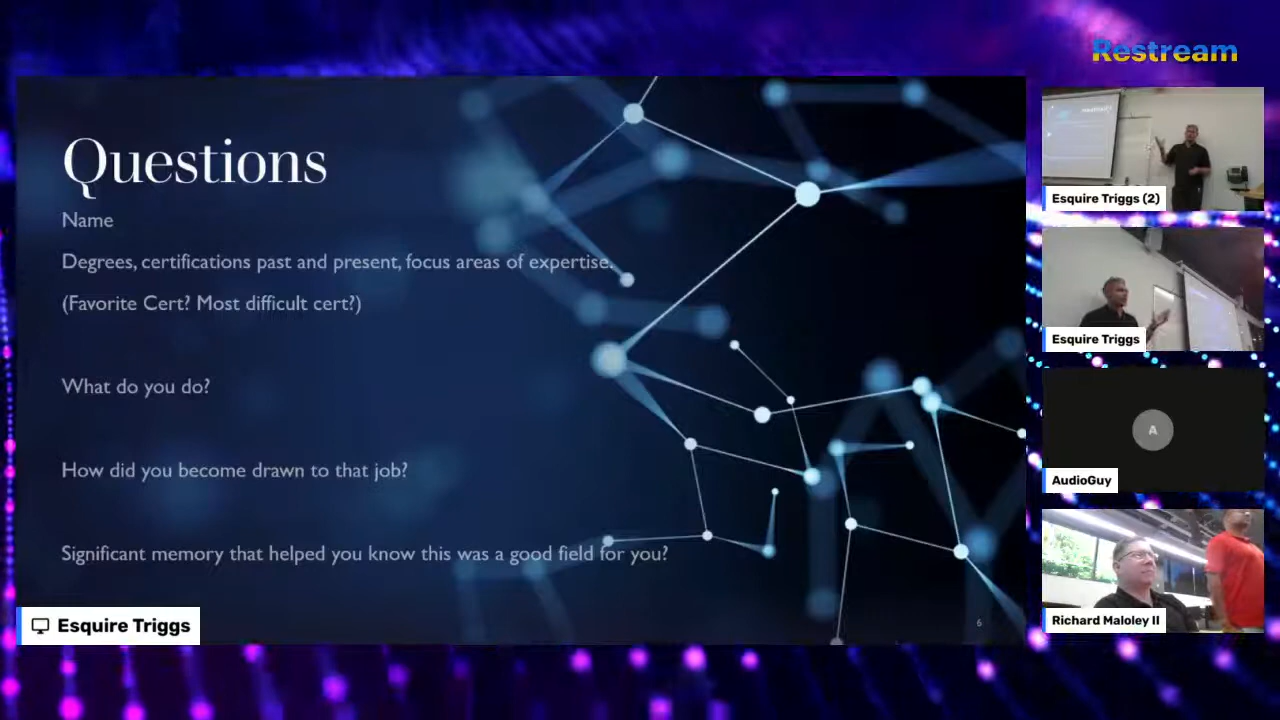 Restream
Questions
Name
Degrees, certifications past and present, focus areas of expertise.
(Favorite Cert? Most difficult cert?)
What do you do?
How did you become drawn to that job?
Significant memory that helped you know this was a good field for you?
6
Esquire Triggs
Esquire Triggs (2)
Esquire Triggs
A
AudioGuy
Richard Maloley II